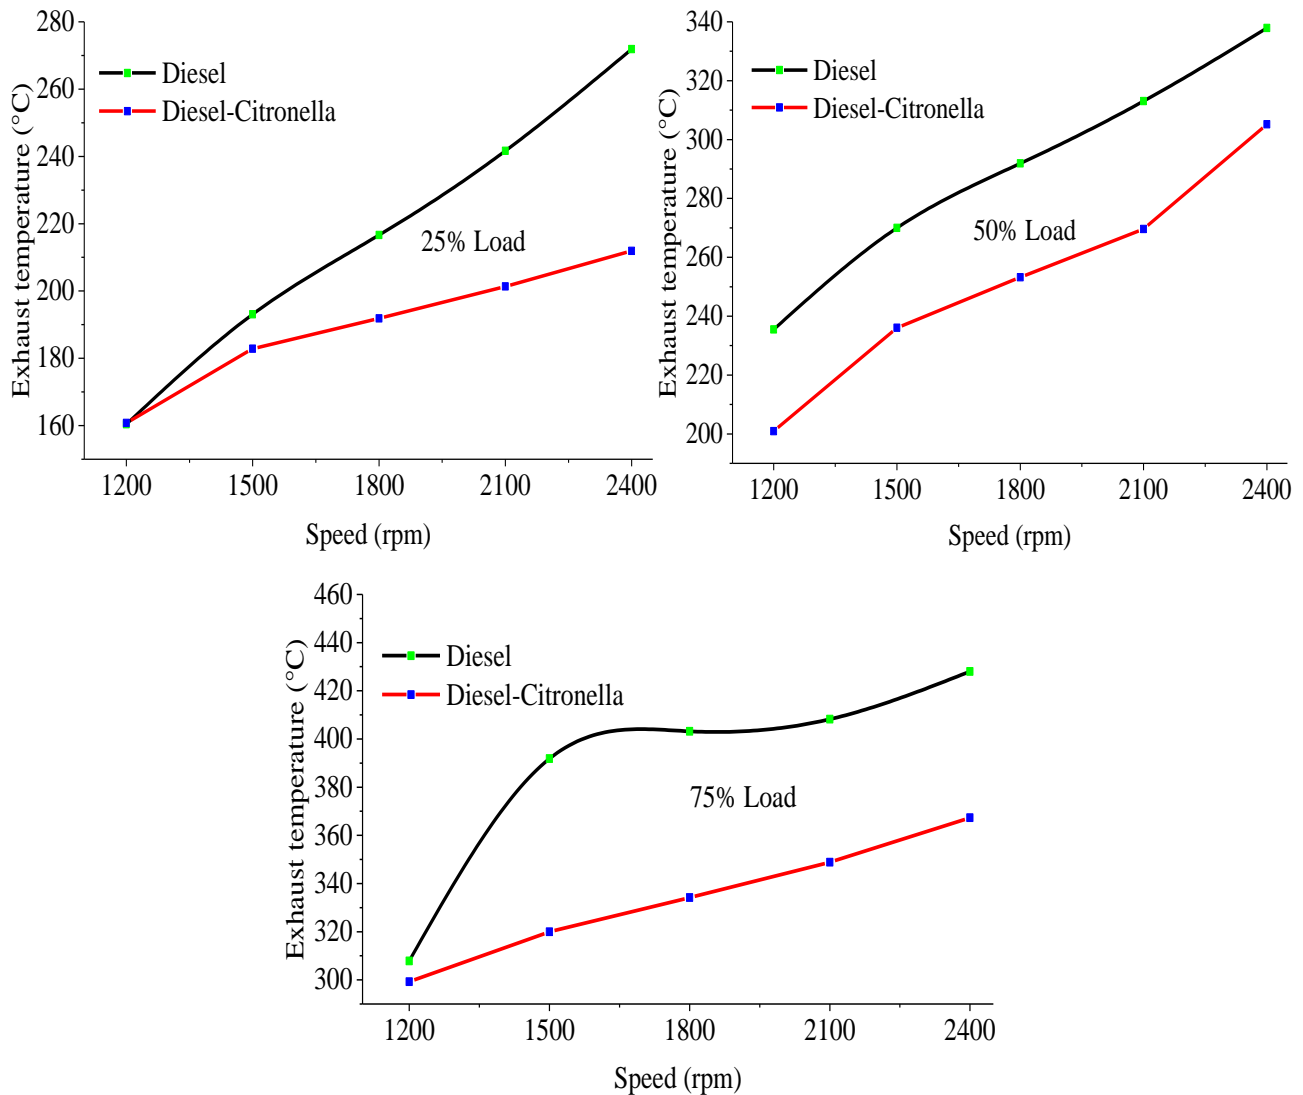 280
260
240
220
200
180
160
Exhaust temperature (°C)
Diesel
Diesel-Citronella
25% Load
1200 1500 1800 2100 2400
Speed (rpm)
340
320
300
280
260
240
220
200
Exhaust temperature (°C)
Diesel
Diesel-Citronella
50% Load
1200 1500 1800 2100 2400
Speed (rpm)
460
440
420
400
380
360
340
320
300
Exhaust temperature (°C)
Diesel
Diesel-Citronella
75% Load
1200 1500 1800 2100 2400
Speed (rpm)